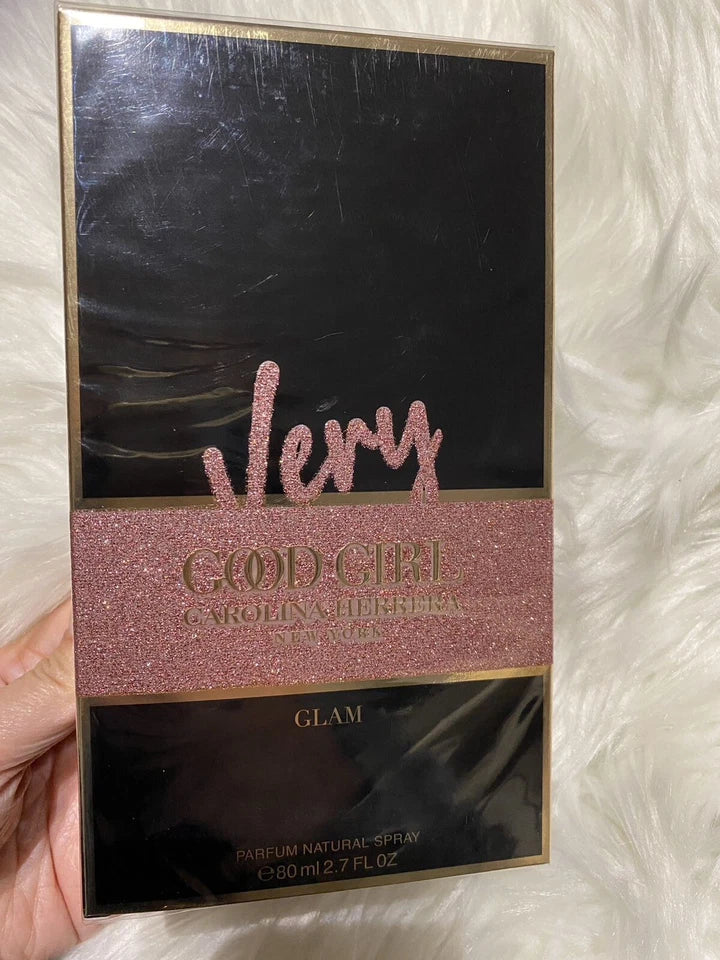 Very
GOOD GIRL
CAROLINA HERRERA
NEW YORK
GLAM
PARFUM NATURAL SPRAY
℮80 ml 2.7 FL OZ